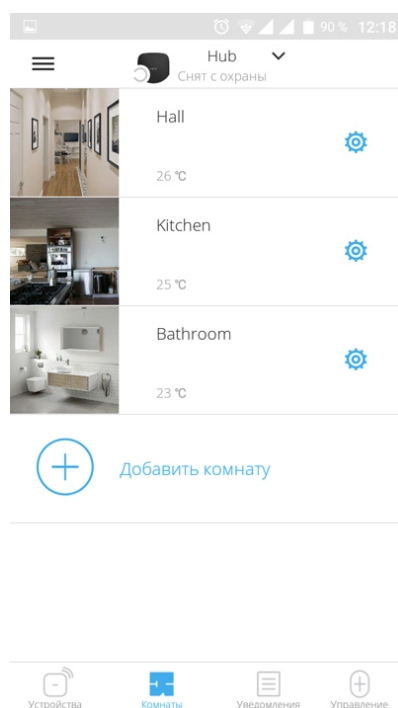 90 % 12:18
Hub
Снят с охраны
Hall
26 °C
Kitchen
25 °C
Bathroom
23 °C
Добавить комнату
Устройства Комнаты Уведомления Управление